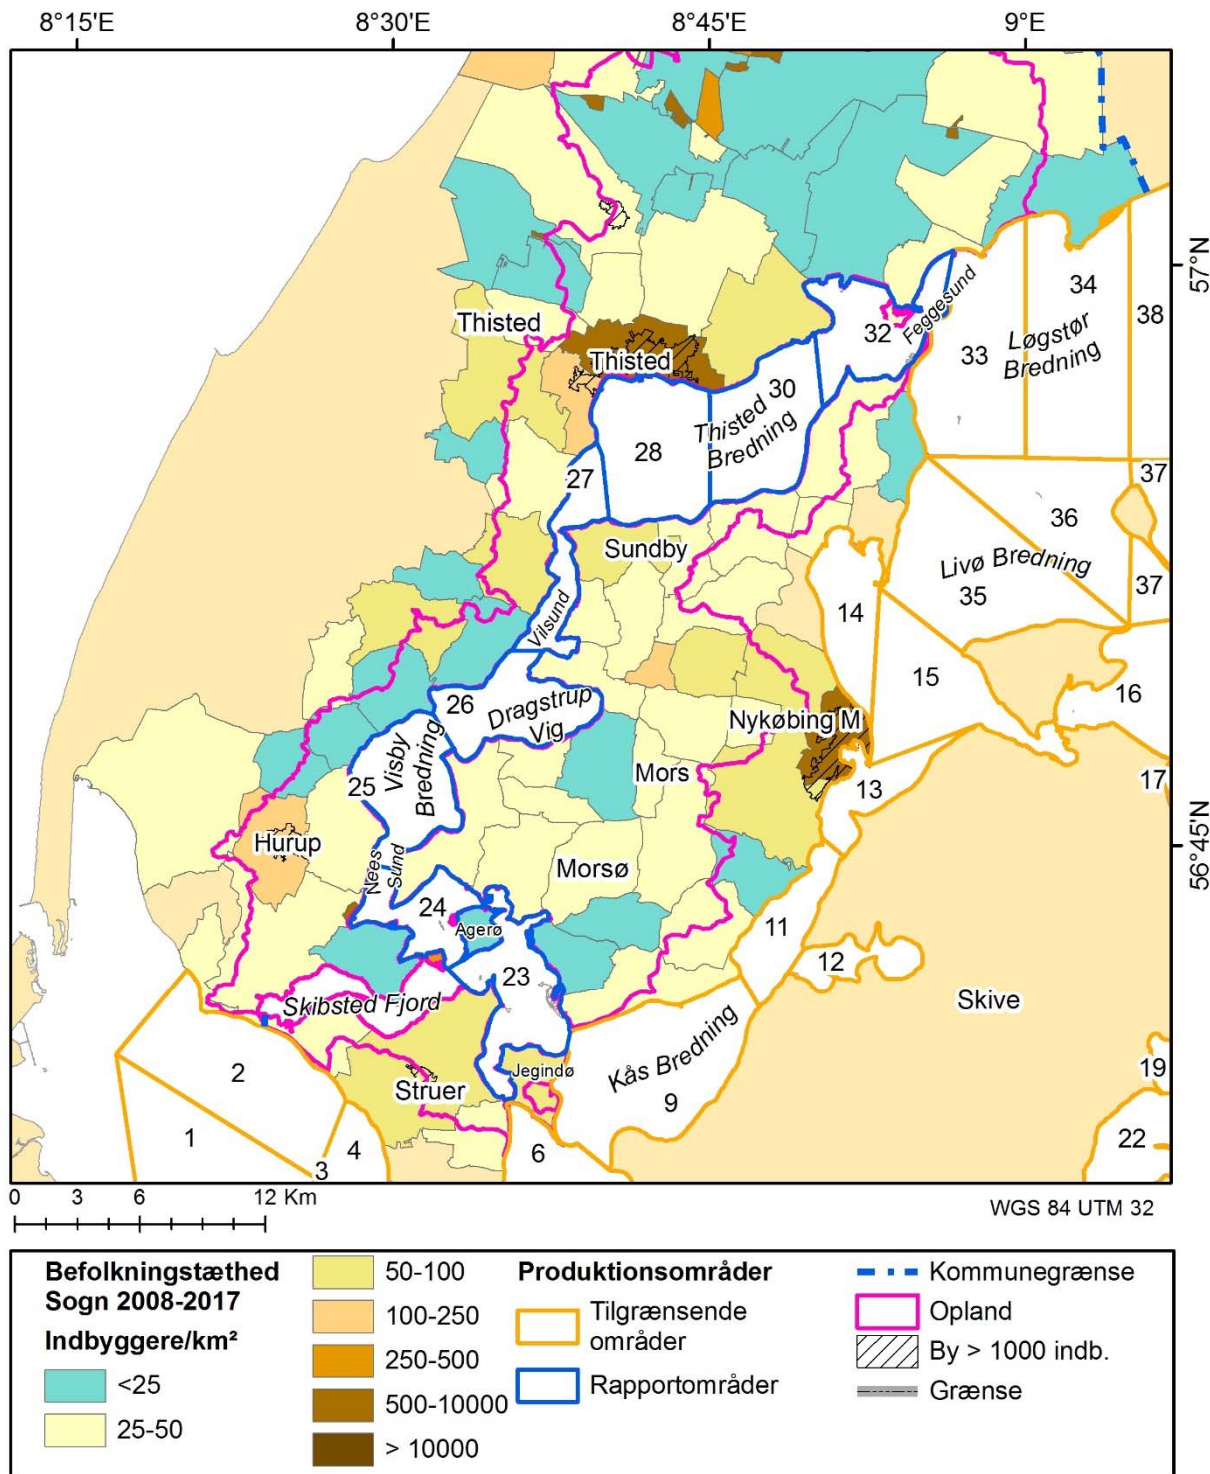 8°15'E 8°30'E 8°45'E 9°E
57°N
34
38
Feggesund
32
33
Løgstør
Bredning
Thisted
Thisted
30
Thisted
Bredning
28
27
37
36
Sundby
Livø Bredning
35
37
14
Vilsund
15
16
26
Dragstrup
Vig
Nykøbing M
Visby
Bredning
25
Mors
13
17
56°45'N
Hurup
Nees
Sund
Morsø
24
Agerø
11
12
23
Skibsted Fjord
Skive
Kås Bredning
2
Jegindø
19
Struer
9
1
4
6
22
3
0 3 6 12 Km
WGS 84 UTM 32
Befolkningstæthed
Sogn 2008-2017
Indbyggere/km²
<25
25-50
50-100
100-250
250-500
500-10000
> 10000
Produktionsområder
Tilgrænsende
områder
Rapportområder
Kommunegrænse
Opland
By > 1000 indb.
Grænse